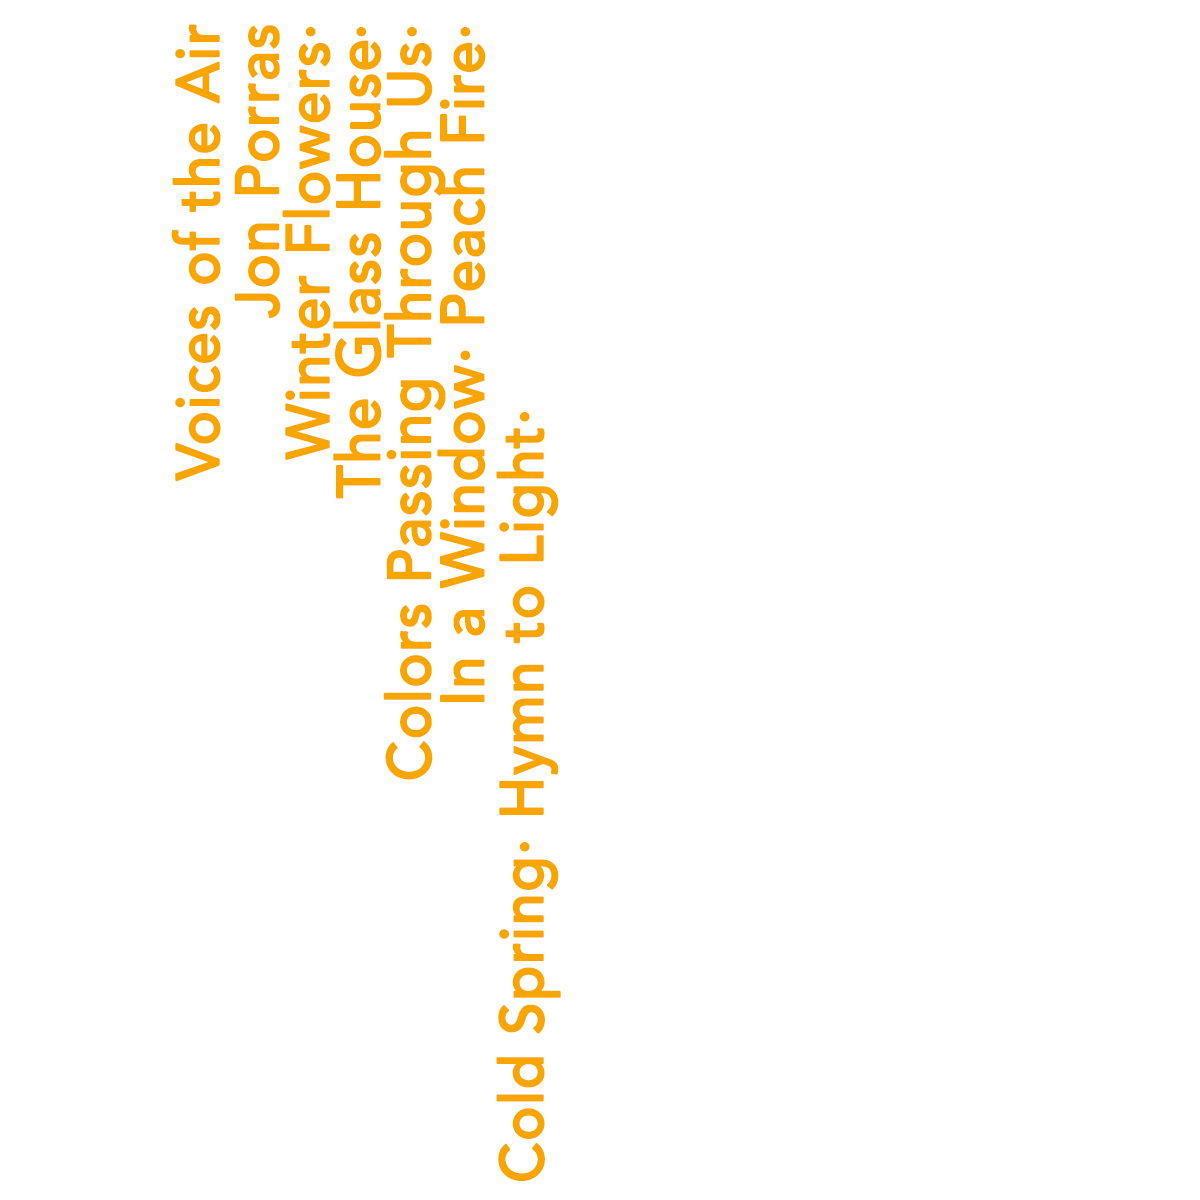 Voices of the Air
Jon Porras
Winter Flowers·
The Glass House·
Colors Passing Through Us·
In a Window· Peach Fire·
Cold Spring· Hymn to Light·